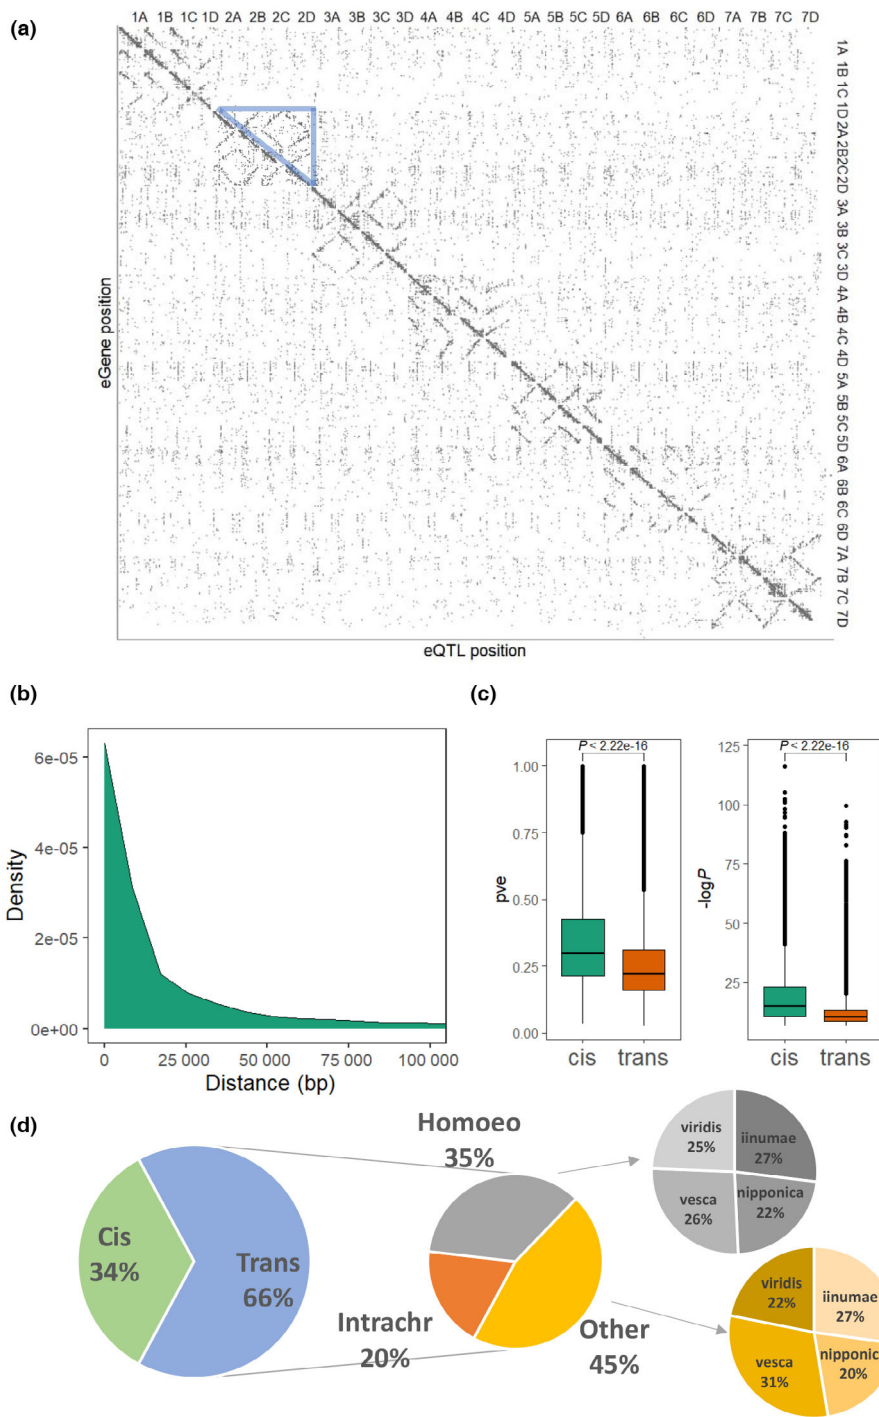 (a)
1A 1B 1C 1D 2A 2B 2C 2D 3A 3B 3C 3D 4A 4B 4C 4D 5A 5B 5C 5D 6A 6B 6C 6D 7A 7B 7C 7D
1A 1B 1C 1D 2A 2B2C2D 3A 3B 3C 3D 4A 4B 4C 4D 5A 5B 5C 5D 6A 6B 6C 6D 7A 7B 7C 7D
eGene position
eQTL position
(b)
6e-05
4e-05
2e-05
0e+00
Density
0 25 000 50 000 75 000 100 000
Distance (bp)
(c)
P < 2.22e-16
1.00
0.75
0.50
0.25
0.00
pve
cis trans
P < 2.22e-16
125
100
75
50
25
-logP
cis trans
(d)
Cis
34%
Trans
66%
Homoeo
35%
Intrachr
20%
Other
45%
viridis
25%
iinumae
27%
vesca
26%
nipponica
22%
viridis
22%
iinumae
27%
vesca
31%
nipponica
20%